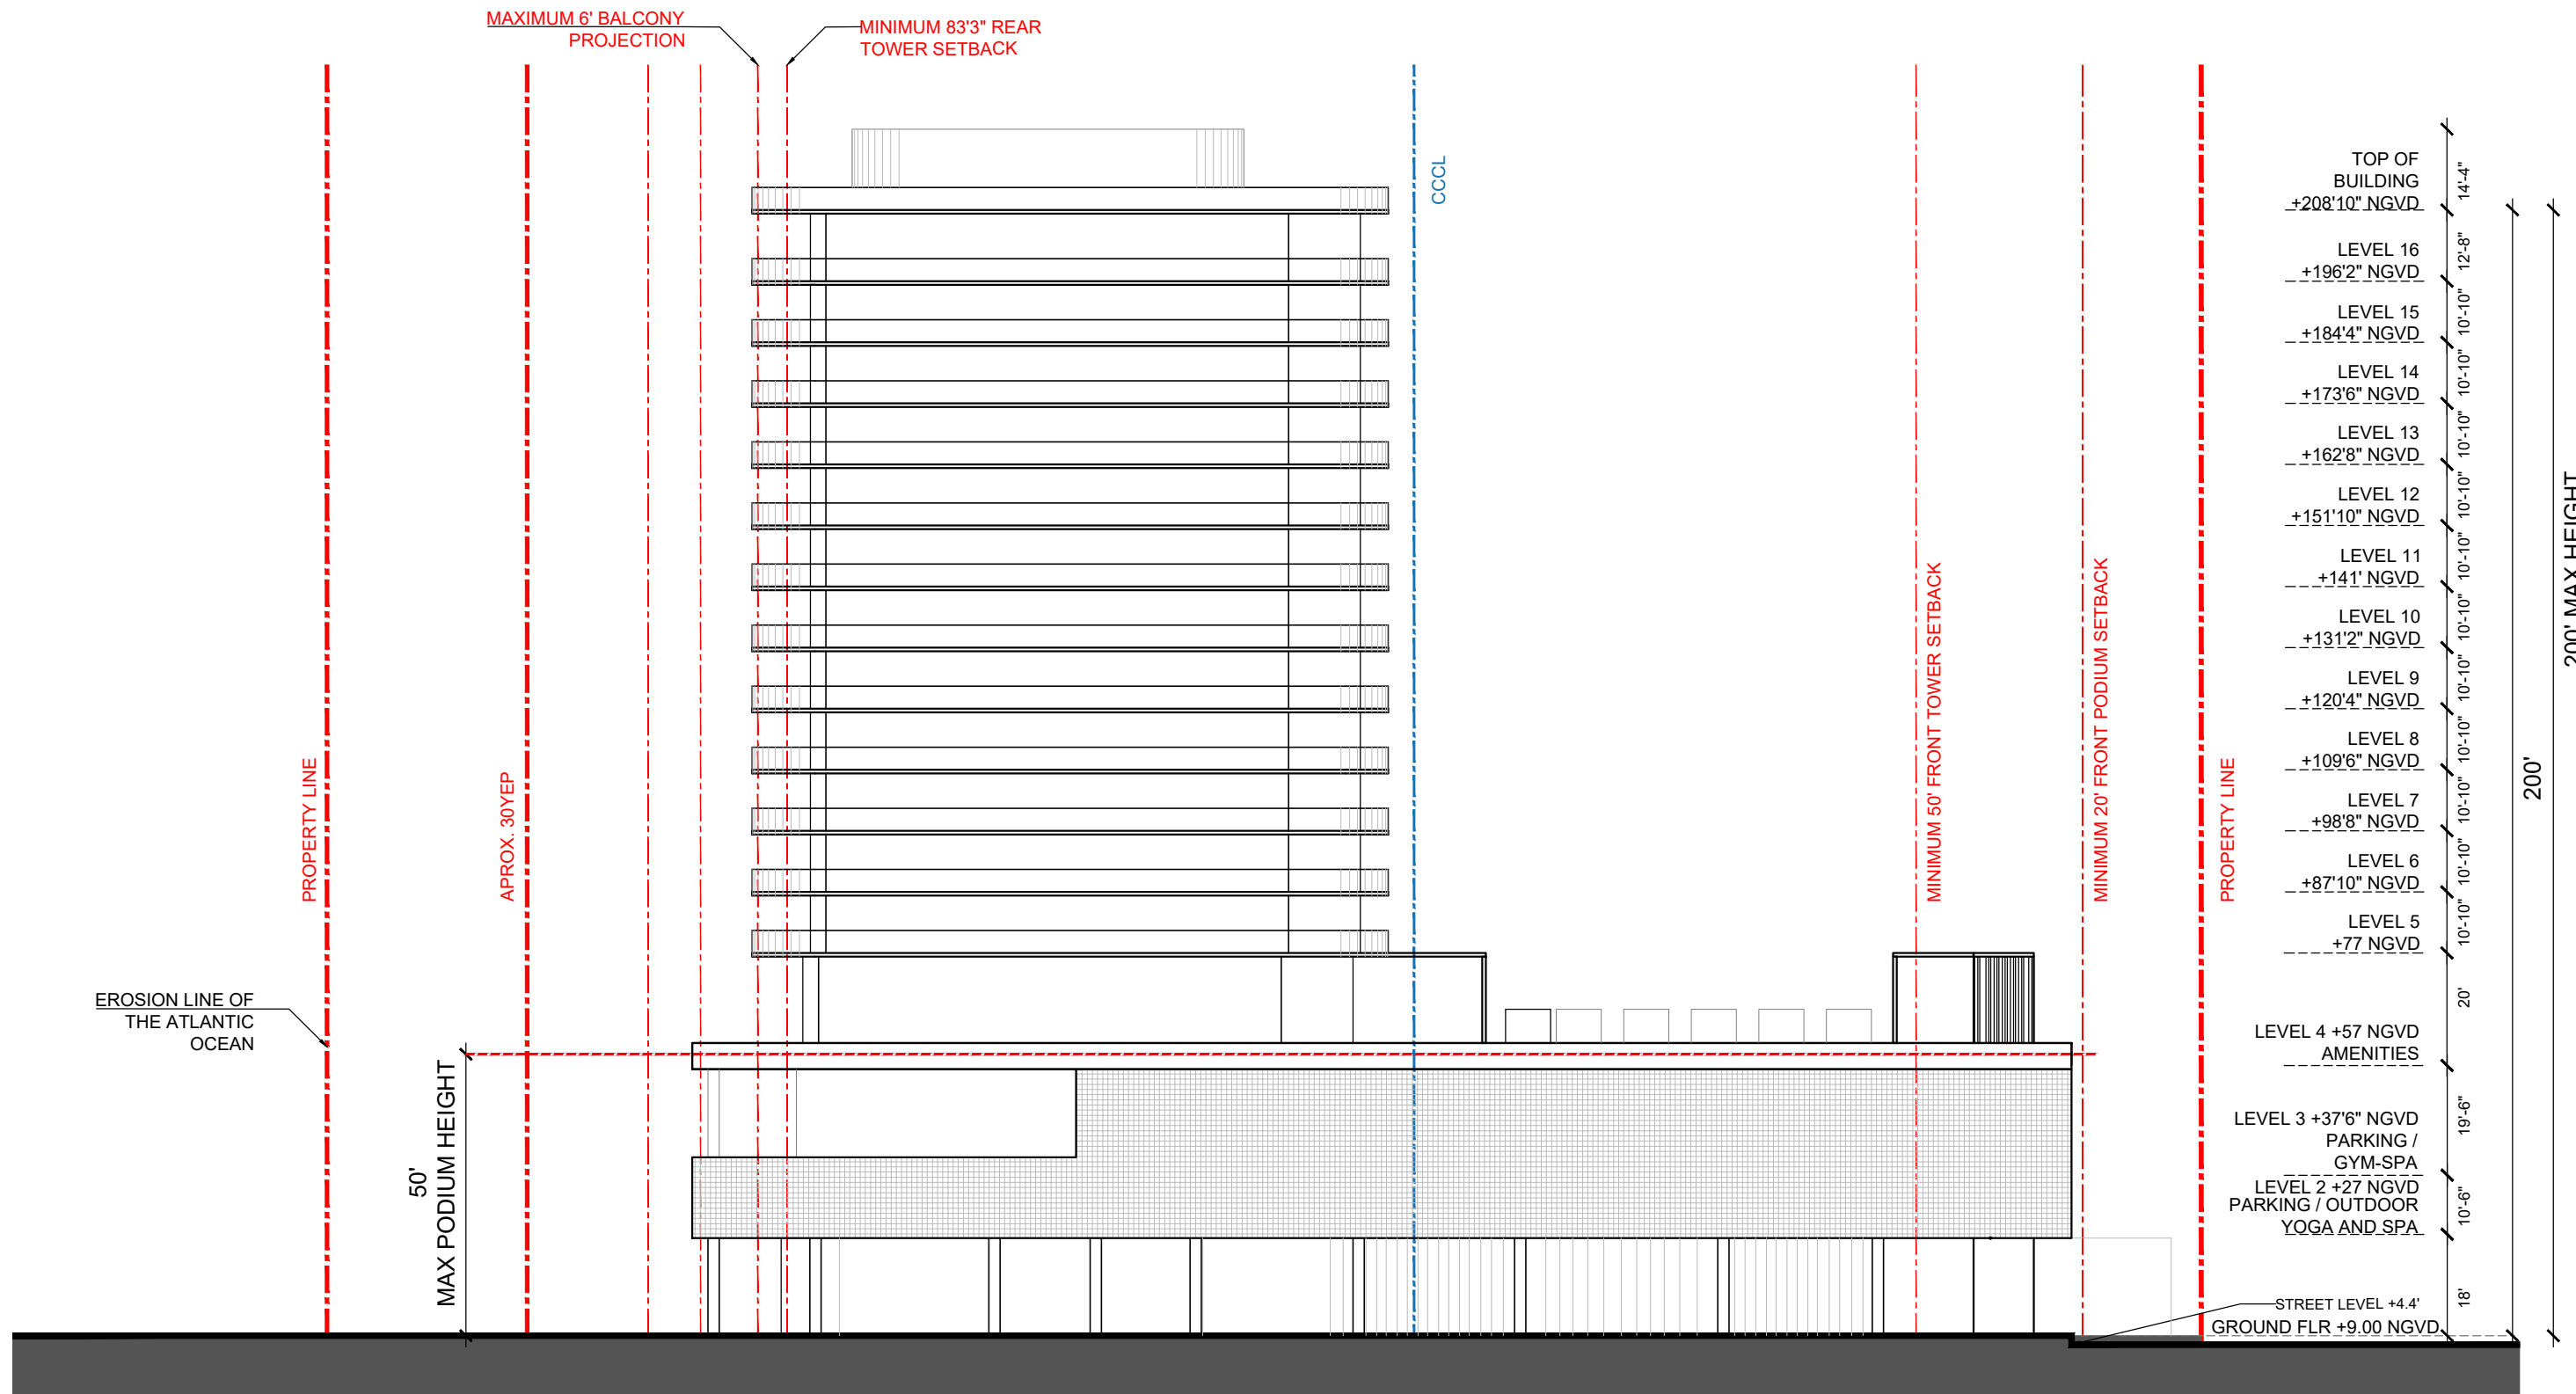 MAXIMUM 6' BALCONY
PROJECTION
MINIMUM 83'3" REAR
TOWER SETBACK
CCCL
PROPERTY LINE
APROX. 30YEP
EROSION LINE OF
THE ATLANTIC
OCEAN
50'
MAX PODIUM HEIGHT
MINIMUM 50' FRONT TOWER SETBACK
MINIMUM 20' FRONT PODIUM SETBACK
PROPERTY LINE
TOP OF
BUILDING
+208'10" NGVD
LEVEL 16
+196'2" NGVD
LEVEL 15
+184'4" NGVD
LEVEL 14
+173'6" NGVD
LEVEL 13
+162'8" NGVD
LEVEL 12
+151'10" NGVD
LEVEL 11
+141' NGVD
LEVEL 10
+131'2" NGVD
LEVEL 9
+120'4" NGVD
LEVEL 8
+109'6" NGVD
LEVEL 7
+98'8" NGVD
LEVEL 6
+87'10" NGVD
LEVEL 5
+77 NGVD
LEVEL 4 +57 NGVD
AMENITIES
LEVEL 3 +37'6" NGVD
PARKING /
GYM-SPA
LEVEL 2 +27 NGVD
PARKING / OUTDOOR
YOGA AND SPA
STREET LEVEL +4.4'
GROUND FLR +9.00 NGVD
14'-4"
12'-8"
10'-10"
10'-10"
10'-10"
10'-10"
10'-10"
10'-10"
10'-10"
10'-10"
10'-10"
10'-10"
10'-10"
20'
19'-6"
10'-6"
18'
200'
200' MAX HEIGHT